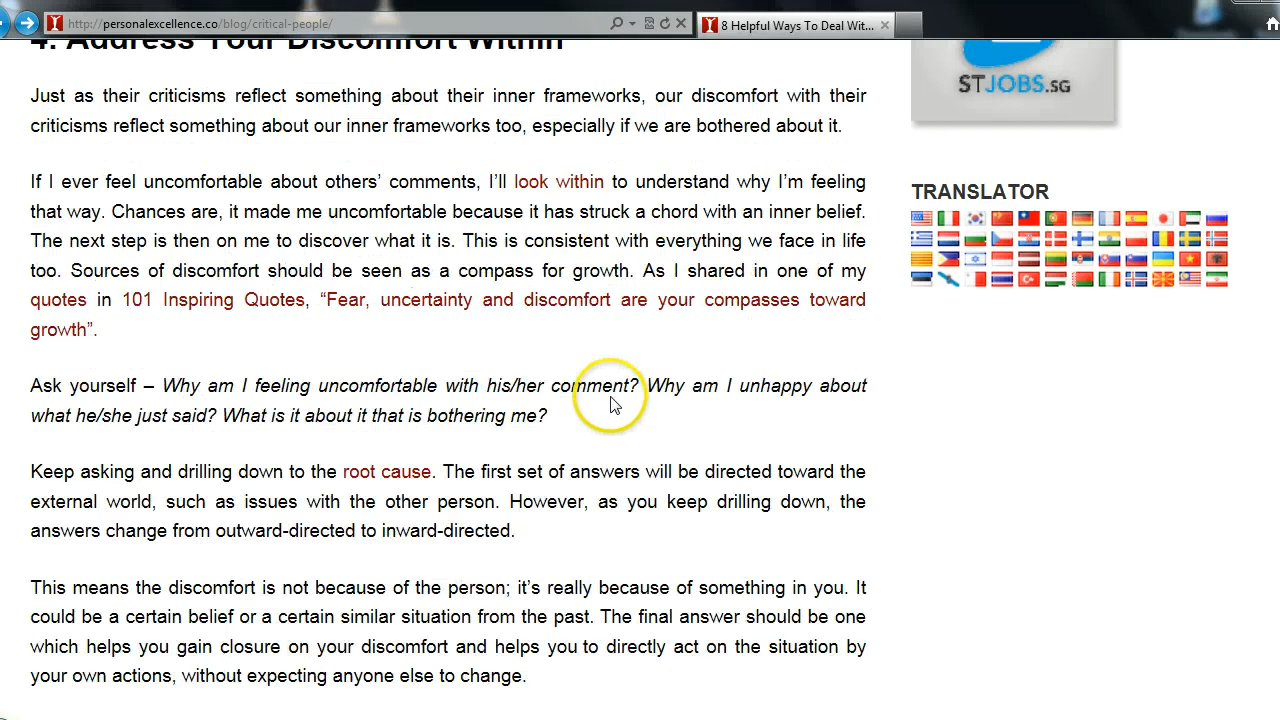 http://personalexcellence.co/blog/critical-people/
8 Helpful Ways To Deal Wit...
4. Address Your Discomfort Within
Just as their criticisms reflect something about their inner frameworks, our discomfort with their
criticisms reflect something about our inner frameworks too, especially if we are bothered about it.
If I ever feel uncomfortable about others’ comments, I’ll look within to understand why I’m feeling
that way. Chances are, it made me uncomfortable because it has struck a chord with an inner belief.
The next step is then on me to discover what it is. This is consistent with everything we face in life
too. Sources of discomfort should be seen as a compass for growth. As I shared in one of my
quotes in 101 Inspiring Quotes, “Fear, uncertainty and discomfort are your compasses toward
growth”.
Ask yourself – Why am I feeling uncomfortable with his/her comment? Why am I unhappy about
what he/she just said? What is it about it that is bothering me?
Keep asking and drilling down to the root cause. The first set of answers will be directed toward the
external world, such as issues with the other person. However, as you keep drilling down, the
answers change from outward-directed to inward-directed.
This means the discomfort is not because of the person; it’s really because of something in you. It
could be a certain belief or a certain similar situation from the past. The final answer should be one
which helps you gain closure on your discomfort and helps you to directly act on the situation by
your own actions, without expecting anyone else to change.
STJOBS.SG
TRANSLATOR